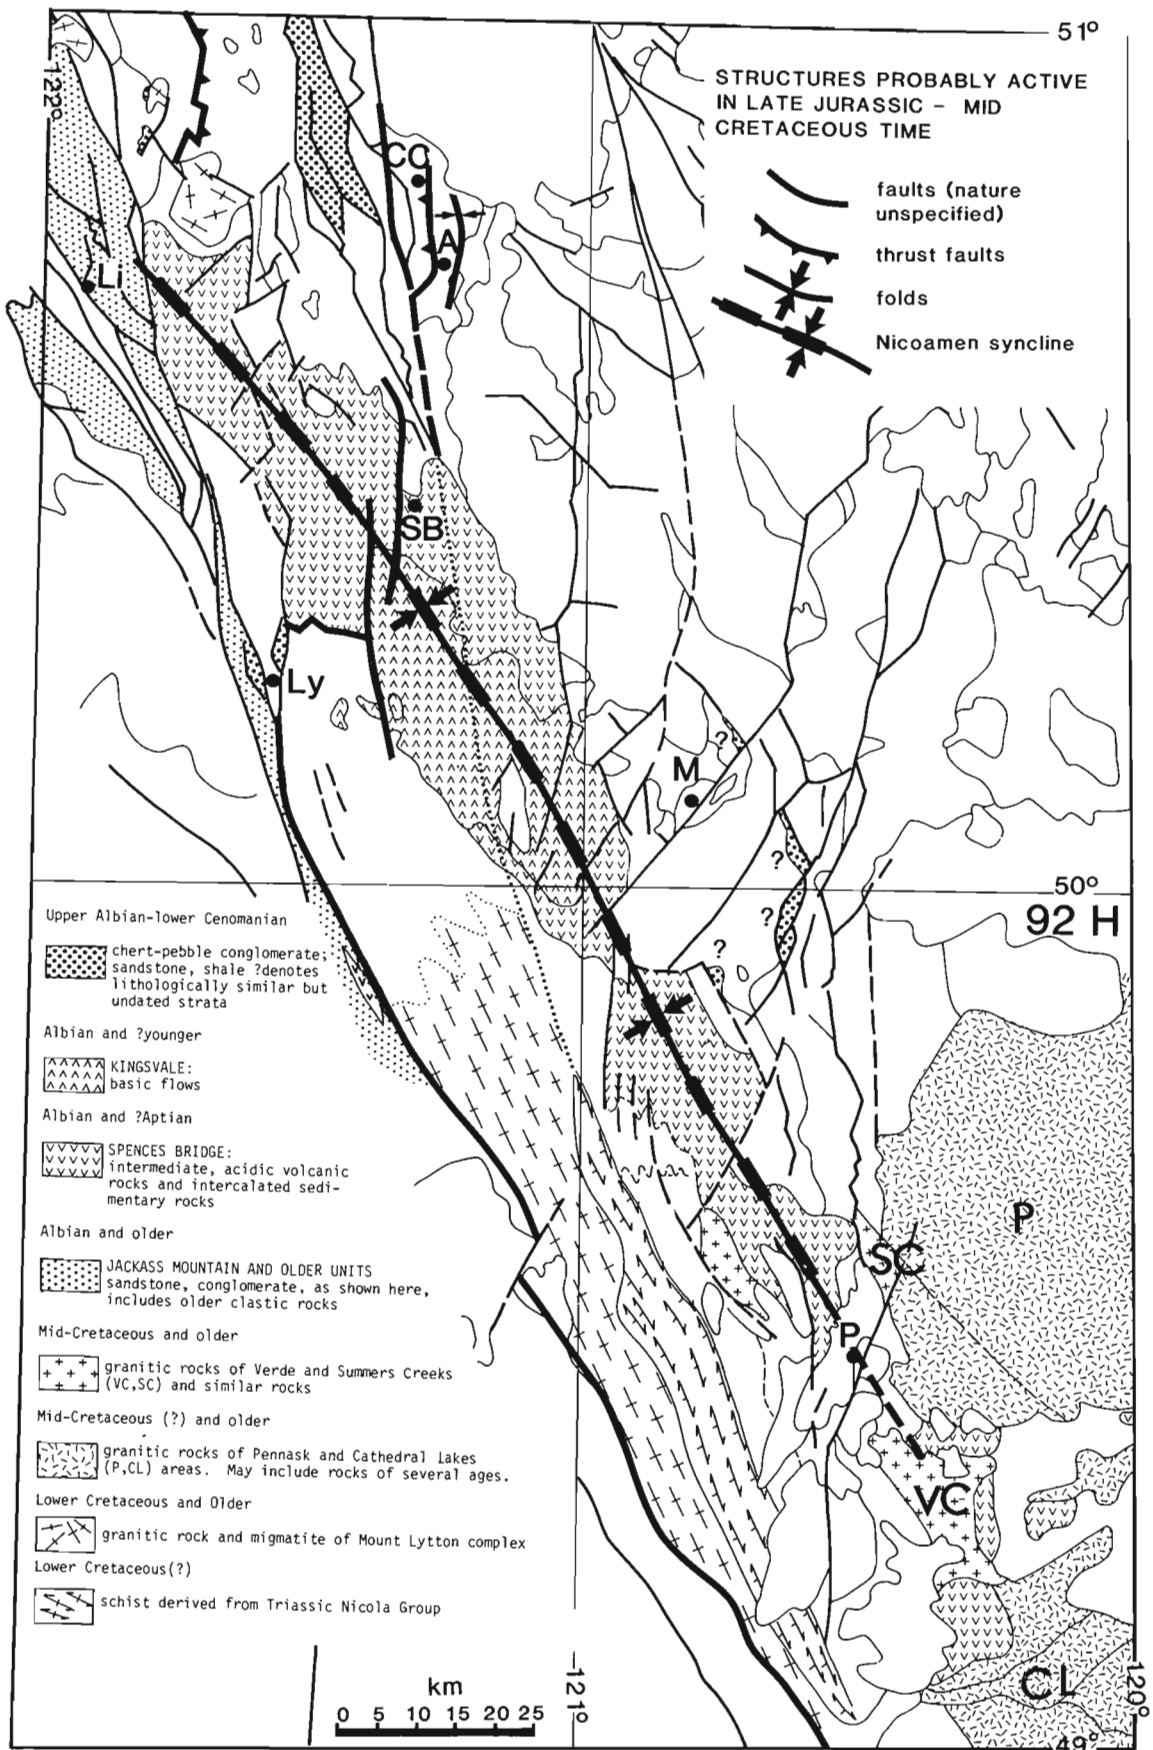 51°
122°
STRUCTURES PROBABLY ACTIVE
IN LATE JURASSIC - MID
CRETACEOUS TIME
faults (nature
unspecified)
thrust faults
folds
Nicoamen syncline
CC
A
Li
SB
Ly
?
M
?
?
?
50°
92 H
Upper Albian-lower Cenomanian
chert-pebble conglomerate;
sandstone, shale ?denotes
lithologically similar but
undated strata
Albian and ?younger
KINGSVALE:
basic flows
Albian and ?Aptian
SPENCES BRIDGE:
intermediate, acidic volcanic
rocks and intercalated sedi-
mentary rocks
Albian and older
JACKASS MOUNTAIN AND OLDER UNITS
sandstone, conglomerate, as shown here,
includes older clastic rocks
Mid-Cretaceous and older
granitic rocks of Verde and Summers Creeks
(VC,SC) and similar rocks
Mid-Cretaceous (?) and older
granitic rocks of Pennask and Cathedral Lakes
(P,CL) areas. May include rocks of several ages.
Lower Cretaceous and Older
granitic rock and migmatite of Mount Lytton complex
Lower Cretaceous(?)
schist derived from Triassic Nicola Group
P
SC
P
VC
CL
km
0 5 10 15 20 25
121°
120°
49°